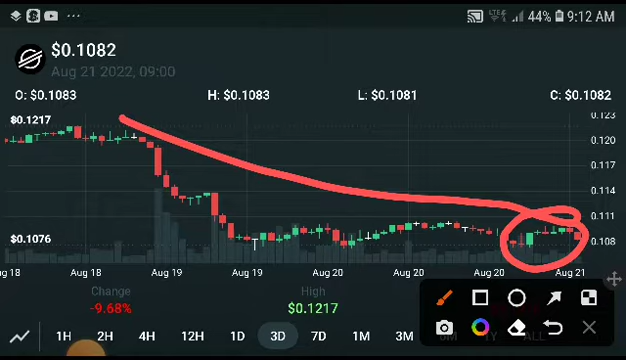 44% 9:12 AM
$0.1082
Aug 21 2022, 09:00
O: $0.1083 H: $0.1083 L: $0.1081 C: $0.1082
$0.1217
0.123
0.120
0.117
0.114
0.111
$0.1076
0.108
ug 18 Aug 18 Aug 19 Aug 19 Aug 20 Aug 20 Aug 20 Aug 21
Change High
-9.68% $0.1217
1H 2H 4H 12H 1D 3D 7D 1M 3M 1Y ALL